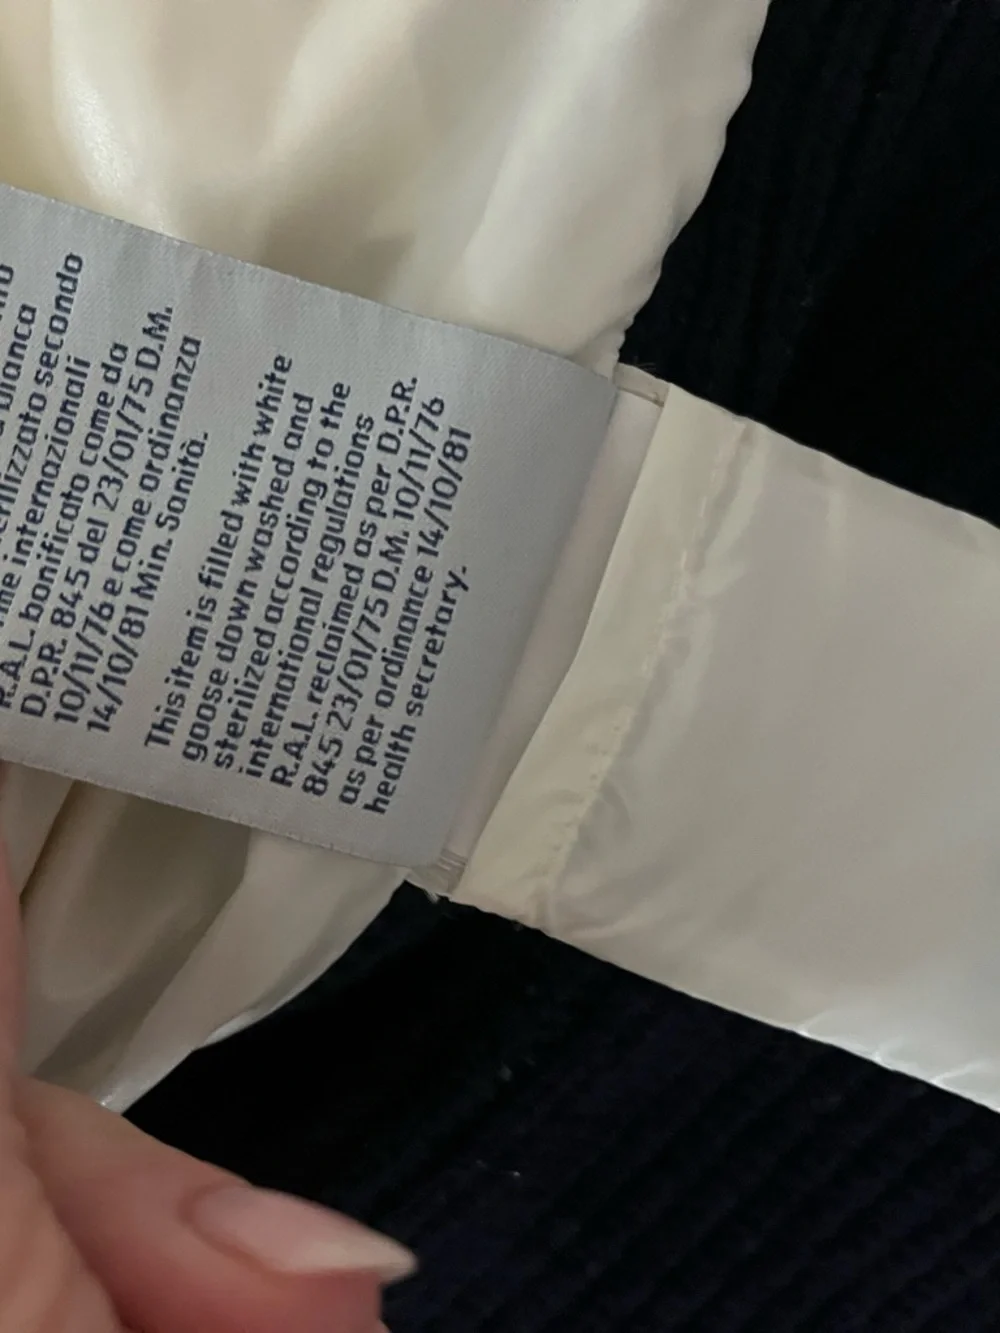 bianca
secondo
internazionali
R.A.L. bonificato come da
D.P.R. 845 del 23/01/75 D.M.
10/11/76 e come ordinanza
14/10/81 Min. Sanità.
This item is filled with white
goose down washed and
sterilized according to the
international regulations
R.A.L. reclaimed as per D.P.R.
845 23/01/75 D.M. 10/11/76
as per ordinance 14/10/81
health secretary.